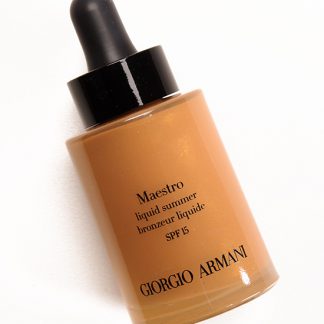 Maestro
liquid summer
bronzeur liquide
SPF 15
GIORGIO ARMANI